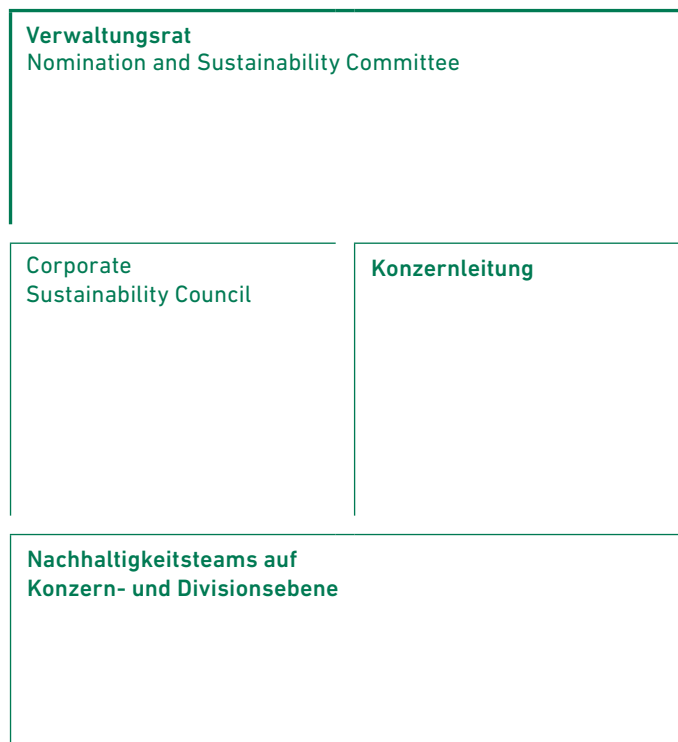 Verwaltungsrat
Nomination and Sustainability Committee
Corporate
Sustainability Council
Konzernleitung
Nachhaltigkeitsteams auf
Konzern- und Divisionsebene